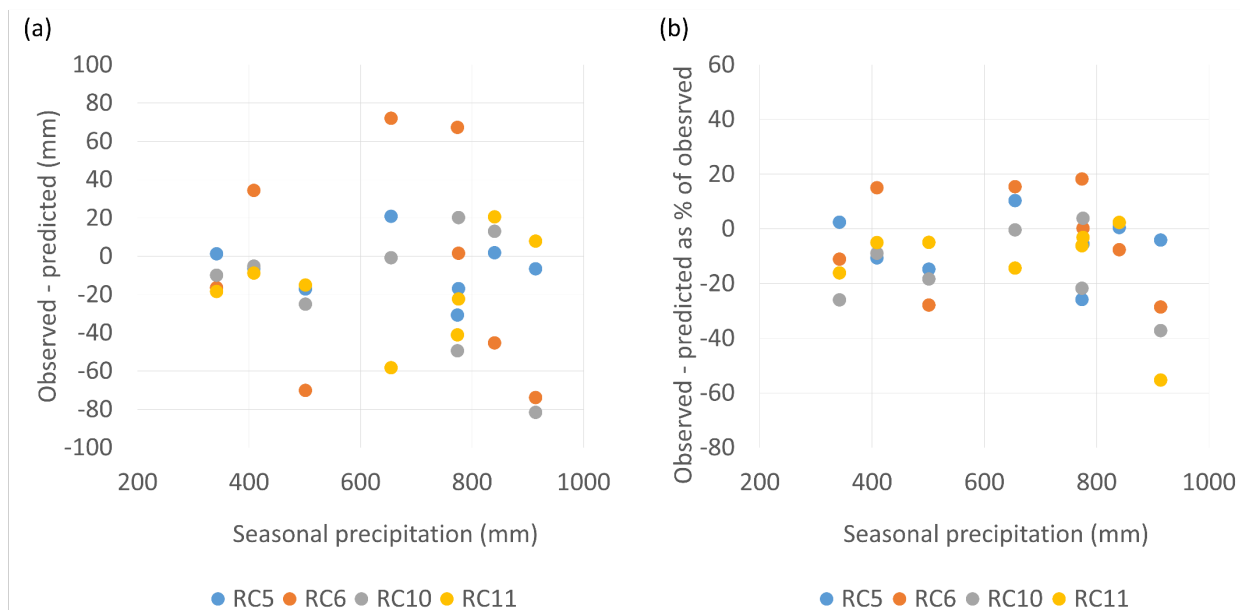 (a)
Observed - predicted (mm)
100
80
60
40
20
0
-20
-40
-60
-80
-100
200 400 600 800 1000
Seasonal precipitation (mm)
RC5 RC6 RC10 RC11
(b)
Observed - predicted as % of obesrved
60
40
20
0
-20
-40
-60
-80
200 400 600 800 1000
Seasonal precipitation (mm)
RC5 RC6 RC10 RC11